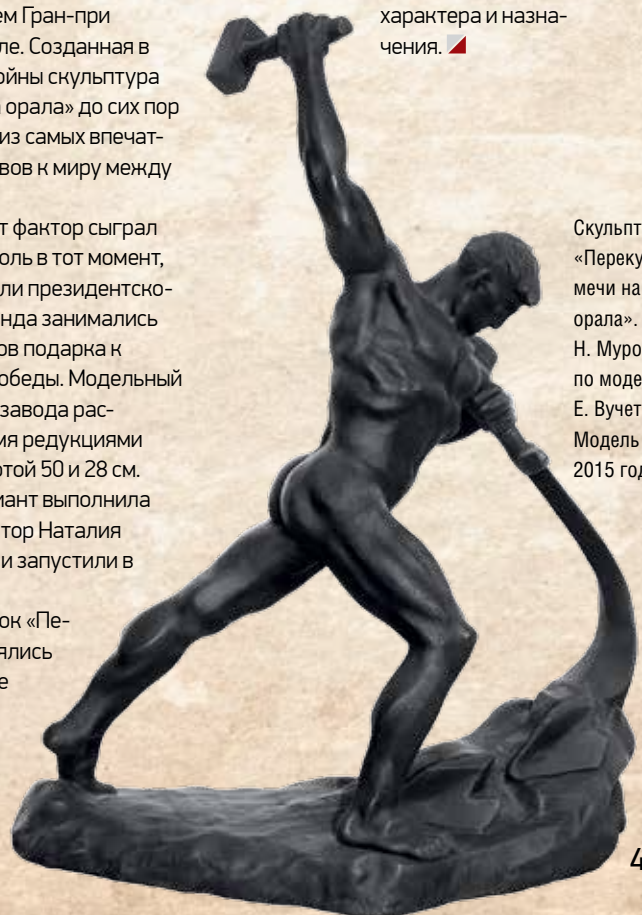 ем Гран-при
ле. Созданная в
ойны скульптура
орала» до сих пор
из самых впечат-
вов к миру между
т фактор сыграл
оль в тот момент,
ли президентско-
нда занимались
ов подарка к
обеды. Модельный
завода рас-
мя редукциями
отой 50 и 28 см.
иант выполнила
тор Наталия
и запустили в
ок «Пе-
ялись
е
характера и назна-
чения.
Скульпт
«Переку
мечи на
орала».
Н. Муро
по моде
Е. Вучет
Модель
2015 год
4